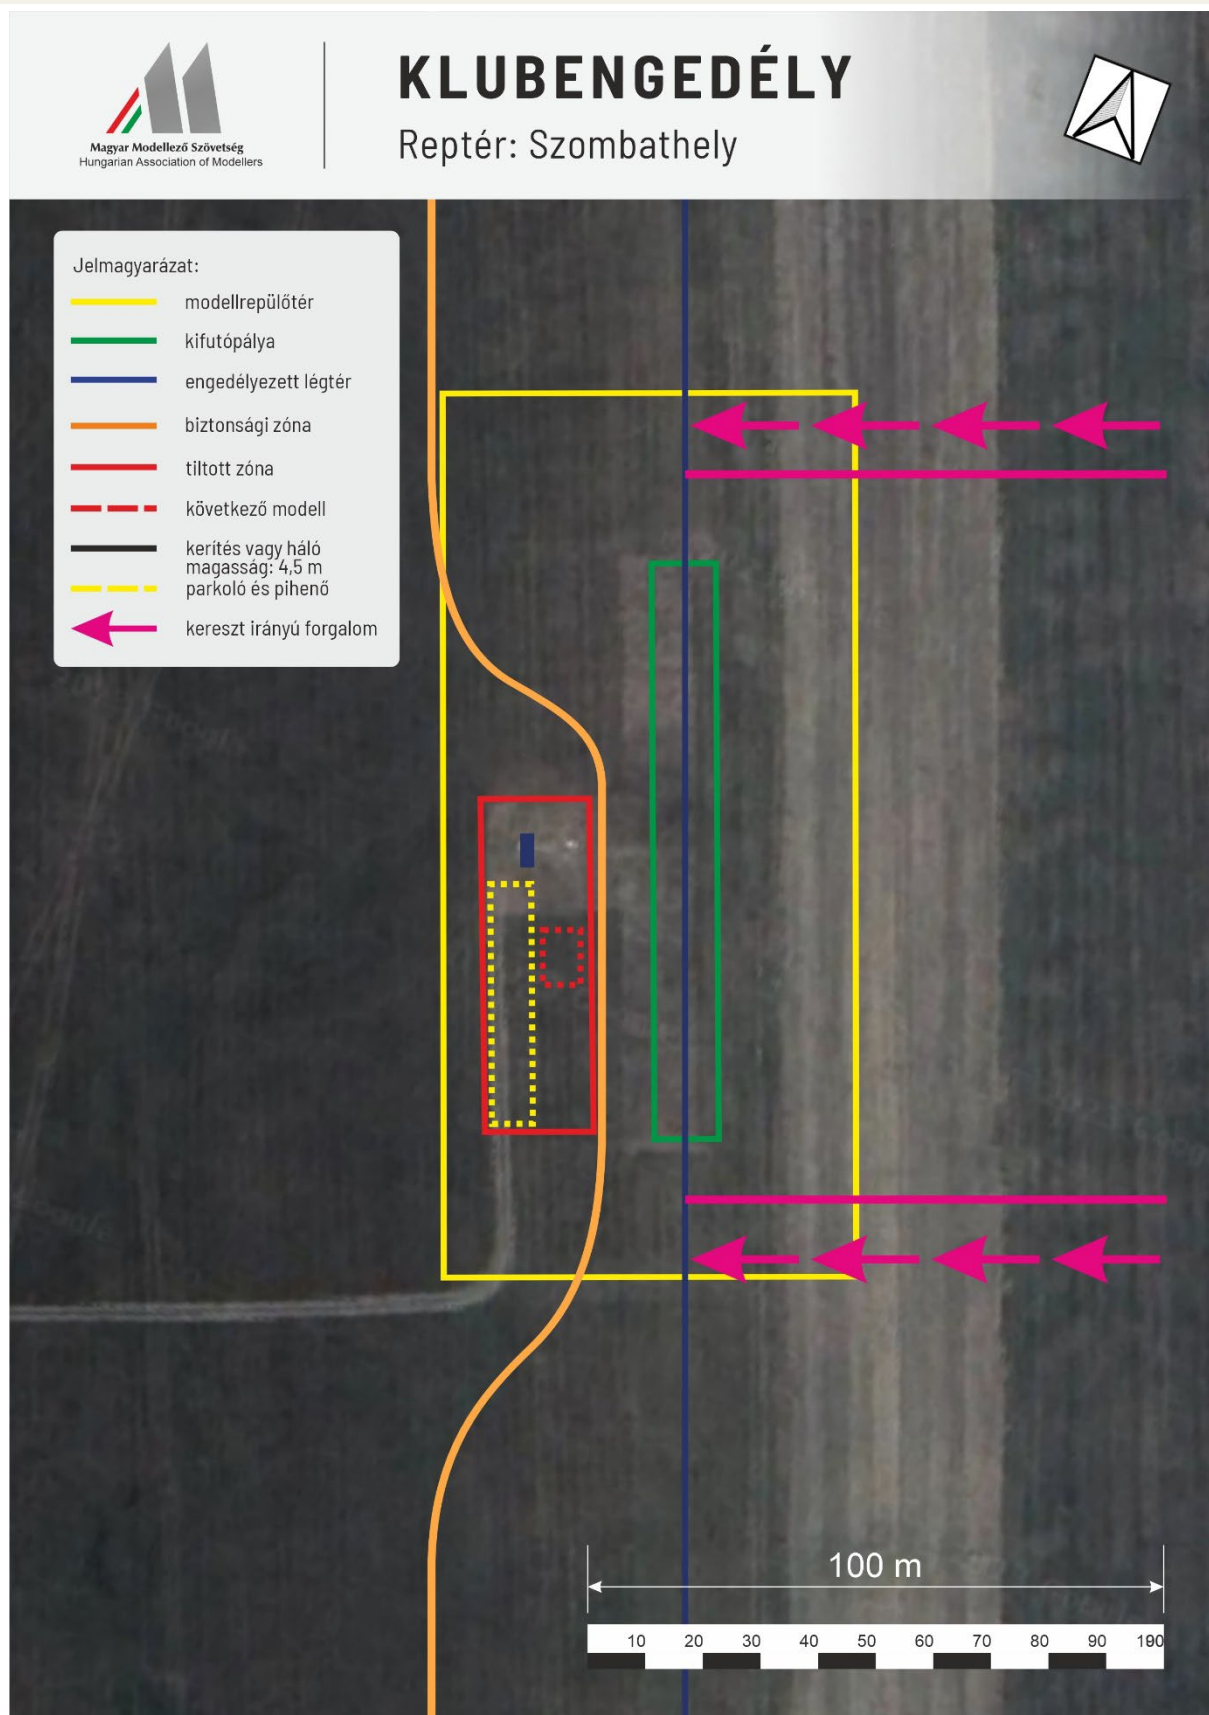 KLUBENGEDÉLY
Reptér: Szombathely
Magyar Modellező Szövetség
Hungarian Association of Modellers
Jelmagyarázat:
modellrepülőtér
kifutópálya
engedélyezett légtér
biztonsági zóna
tiltott zóna
következő modell
kerítés vagy háló
magasság: 4,5 m
parkoló és pihenő
kereszt irányú forgalom
100 m
10 20 30 40 50 60 70 80 90 190